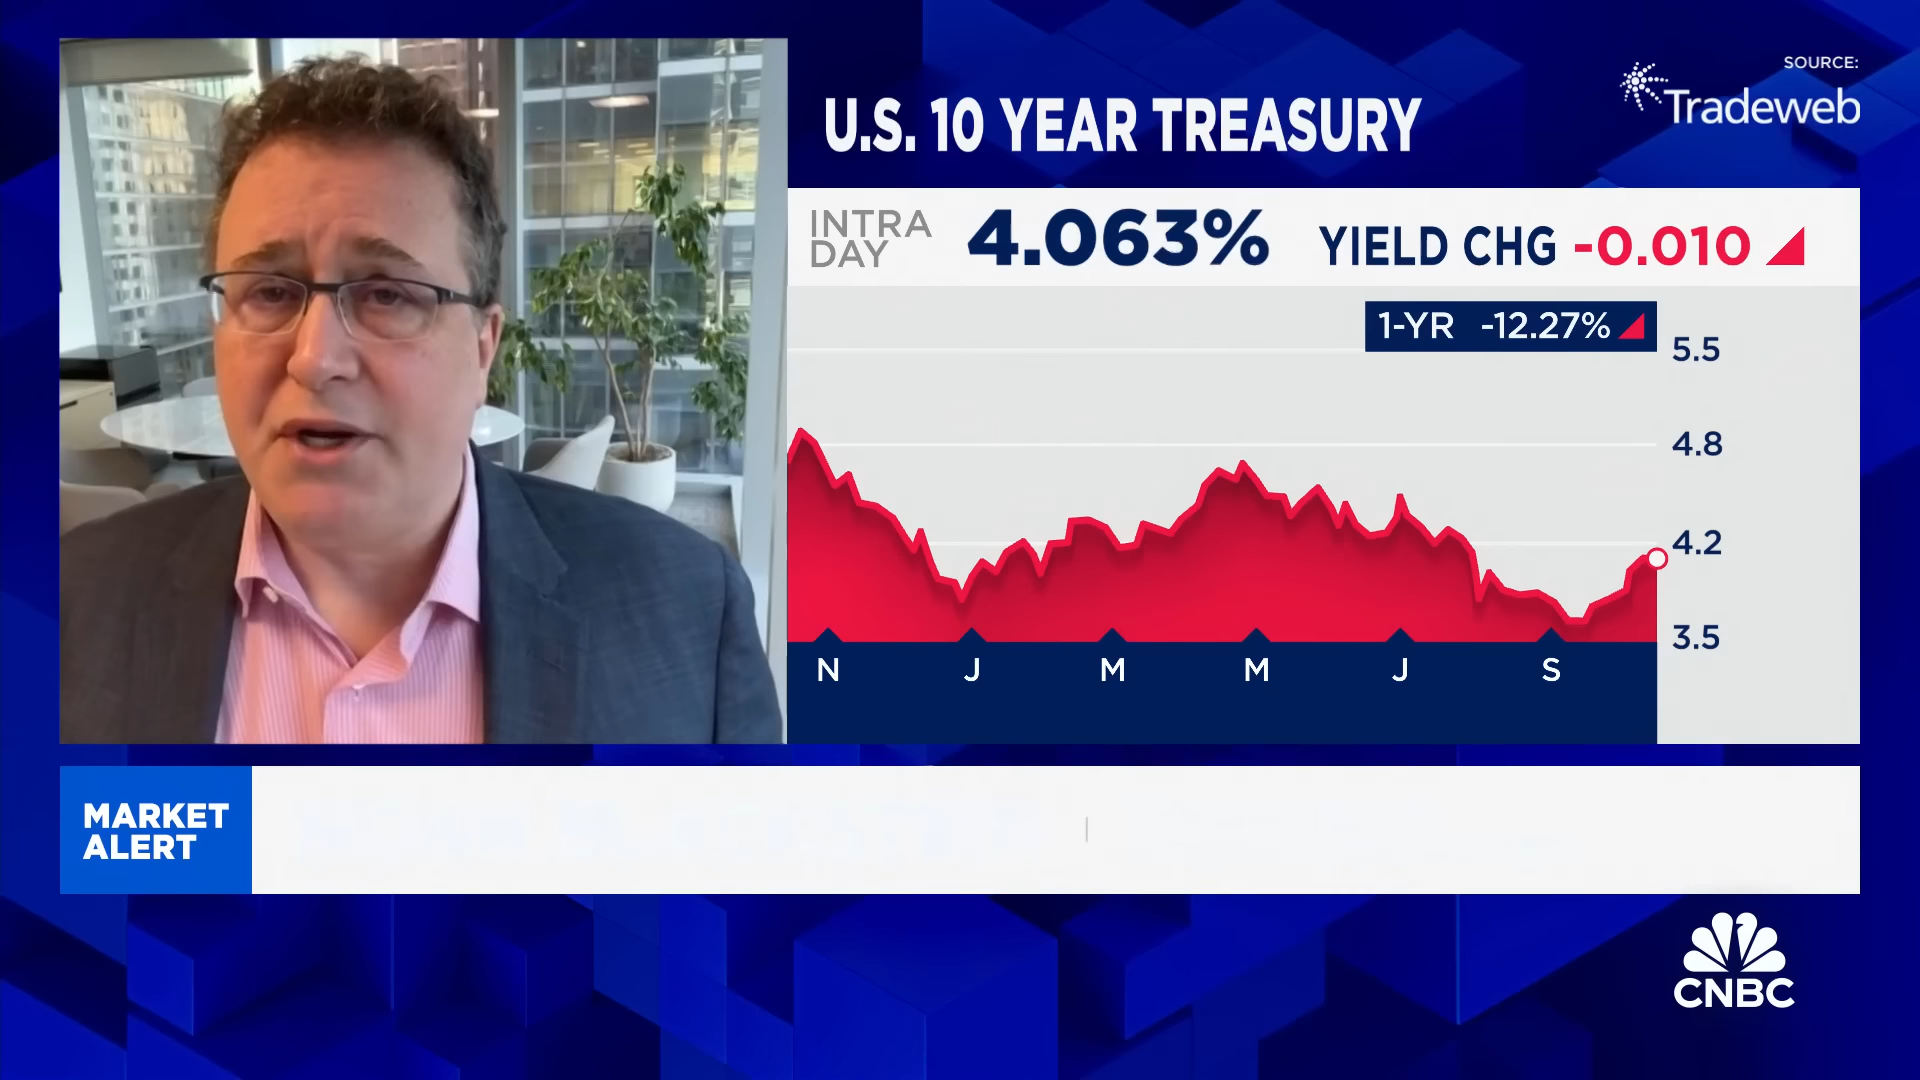 SOURCE:
Tradeweb
U.S. 10 YEAR TREASURY
INTRA
DAY
4.063% YIELD CHG -0.010
1-YR -12.27%
5.5
4.8
4.2
3.5
N J M M J S
MARKET
ALERT
CNBC